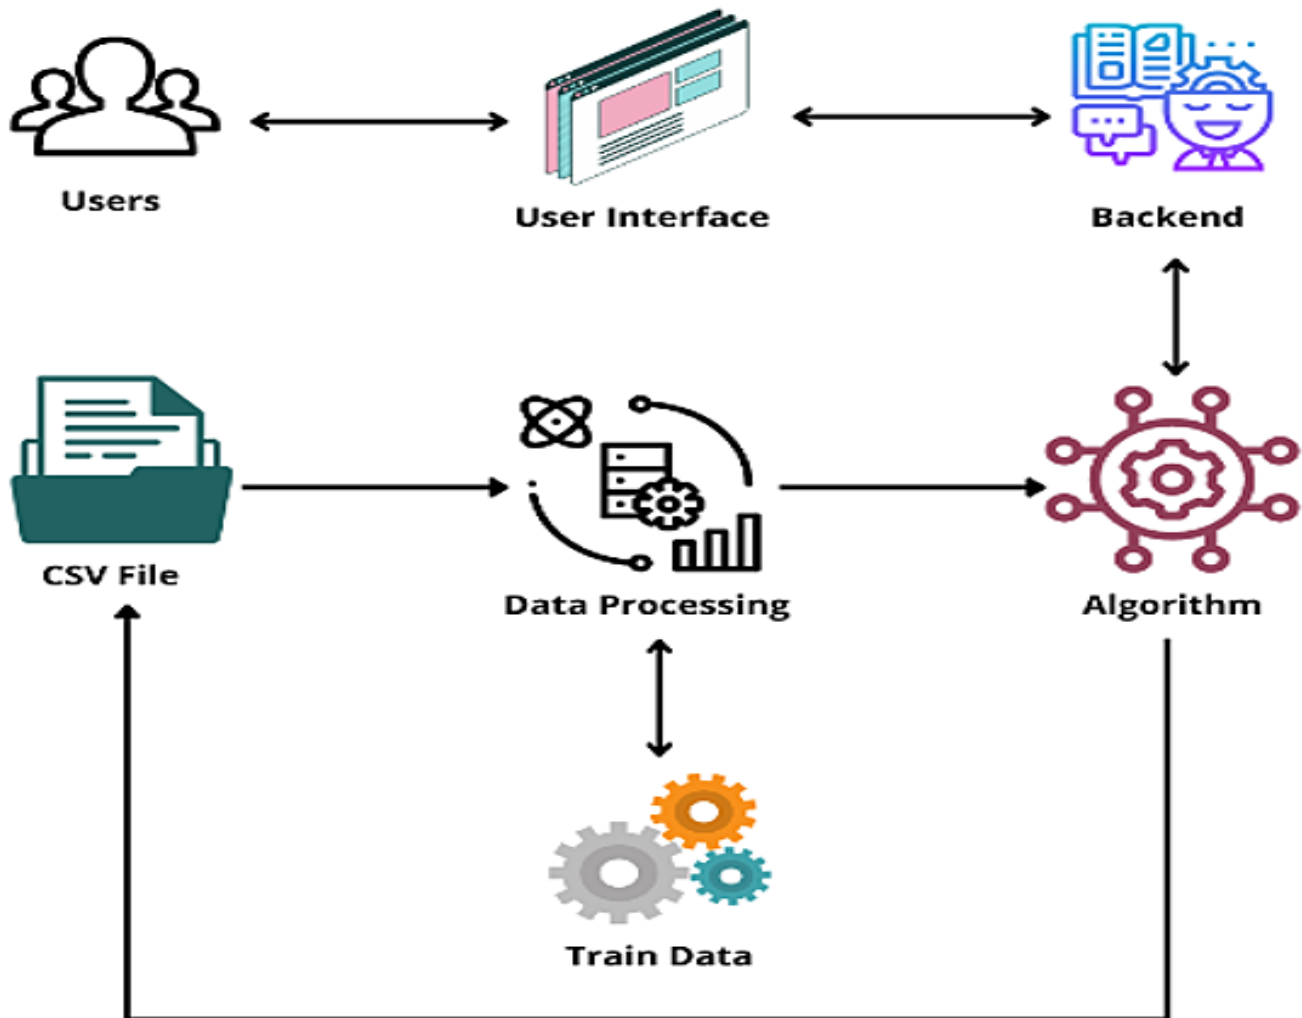 Users
User Interface
Backend
CSV File
Data Processing
Algorithm
Train Data